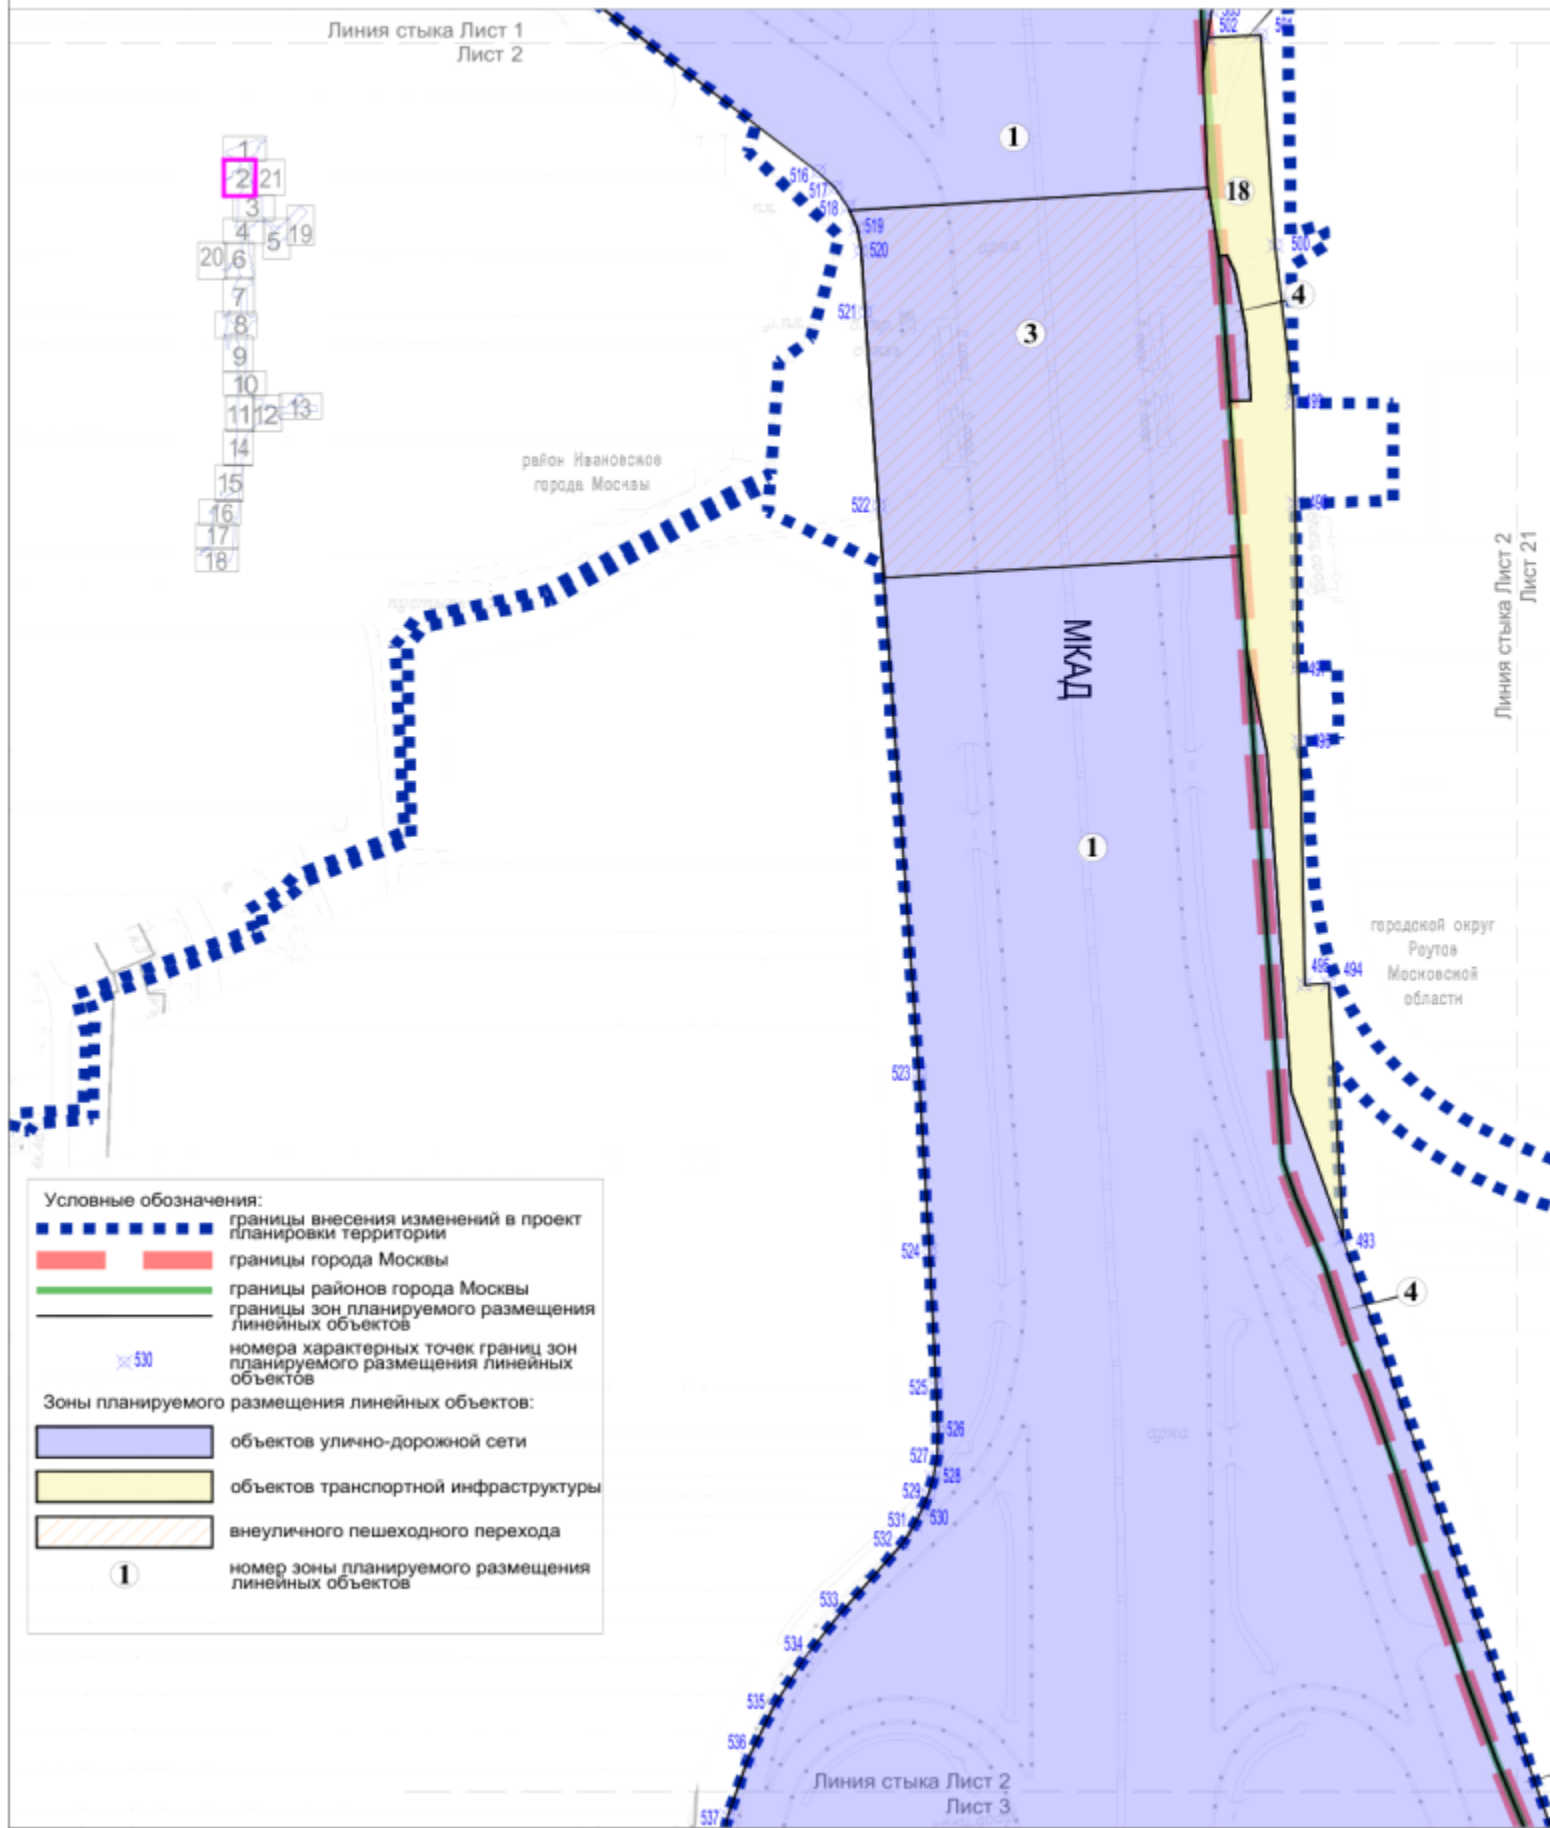 Линия стыка Лист 1
Лист 2
502
1
516
517
518
519
520
18
500
арка
4
521
3
1
2
21
3
4
5
19
20
6
7
8
9
10
11
12
13
14
15
16
17
18
район Ивановское
города Москвы
522
Линия стыка Лист 2
Лист 21
МКАД
1
городской округ
Реутов
Московской
области
494
523
524
493
4
525
526
527
528
529
530
531
532
533
534
535
536
537
арка
Условные обозначения:
границы внесения изменений в проект
планировки территории
границы города Москвы
границы районов города Москвы
границы зон планируемого размещения
линейных объектов
530
номера характерных точек границ зон
планируемого размещения линейных
объектов
Зоны планируемого размещения линейных объектов:
объектов улично-дорожной сети
объектов транспортной инфраструктуры
внеуличного пешеходного перехода
1
номер зоны планируемого размещения
линейных объектов
Линия стыка Лист 2
Лист 3